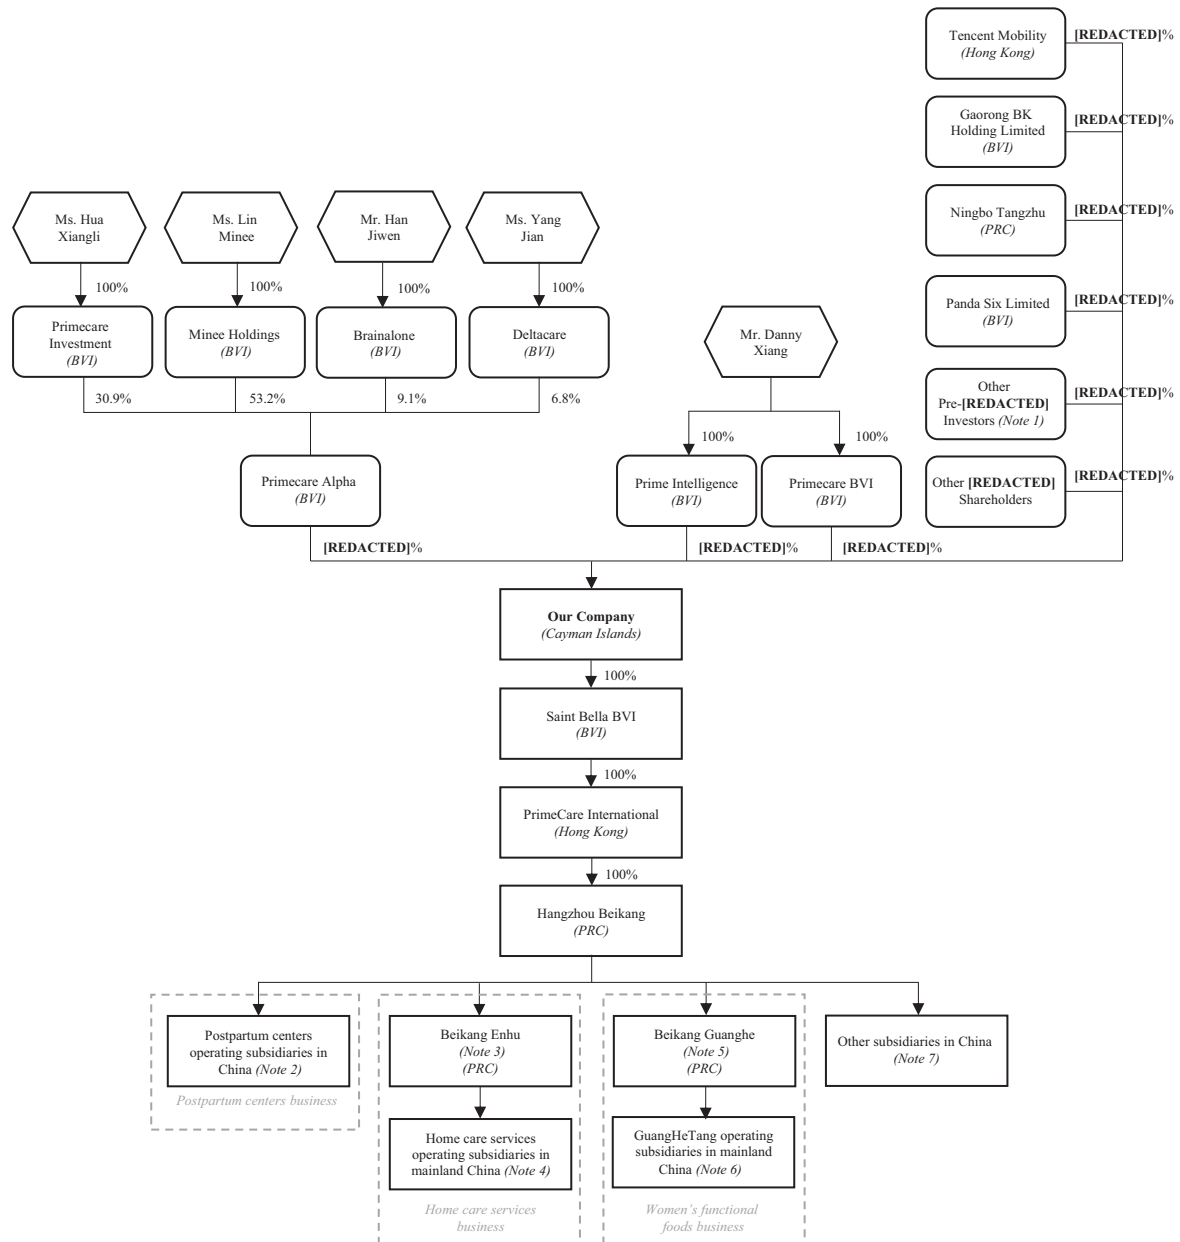 Tencent Mobility
(Hong Kong)
[REDACTED]%
Gaorong BK
Holding Limited
(BVI)
[REDACTED]%
Ningbo Tangzhu
(PRC)
[REDACTED]%
Panda Six Limited
(BVI)
[REDACTED]%
Other
Pre-[REDACTED]
Investors (Note 1)
[REDACTED]%
Other [REDACTED]
Shareholders
[REDACTED]%
Ms. Hua
Xiangli
Ms. Lin
Minee
Mr. Han
Jiwen
Ms. Yang
Jian
100%
100%
100%
100%
Primecare
Investment
(BVI)
Minee Holdings
(BVI)
Brainalone
(BVI)
Deltacare
(BVI)
Mr. Danny
Xiang
30.9%
53.2%
9.1%
6.8%
100%
100%
Primecare Alpha
(BVI)
Prime Intelligence
(BVI)
Primecare BVI
(BVI)
[REDACTED]%
[REDACTED]%
[REDACTED]%
Our Company
(Cayman Islands)
100%
Saint Bella BVI
(BVI)
100%
PrimeCare International
(Hong Kong)
100%
Hangzhou Beikang
(PRC)
Postpartum centers
operating subsidiaries in
China (Note 2)
Postpartum centers business
Beikang Enhu
(Note 3)
(PRC)
Home care services
operating subsidiaries in
mainland China (Note 4)
Home care services
business
Beikang Guanghe
(Note 5)
(PRC)
GuangHeTang operating
subsidiaries in mainland
China (Note 6)
Women's functional
foods business
Other subsidiaries in China
(Note 7)